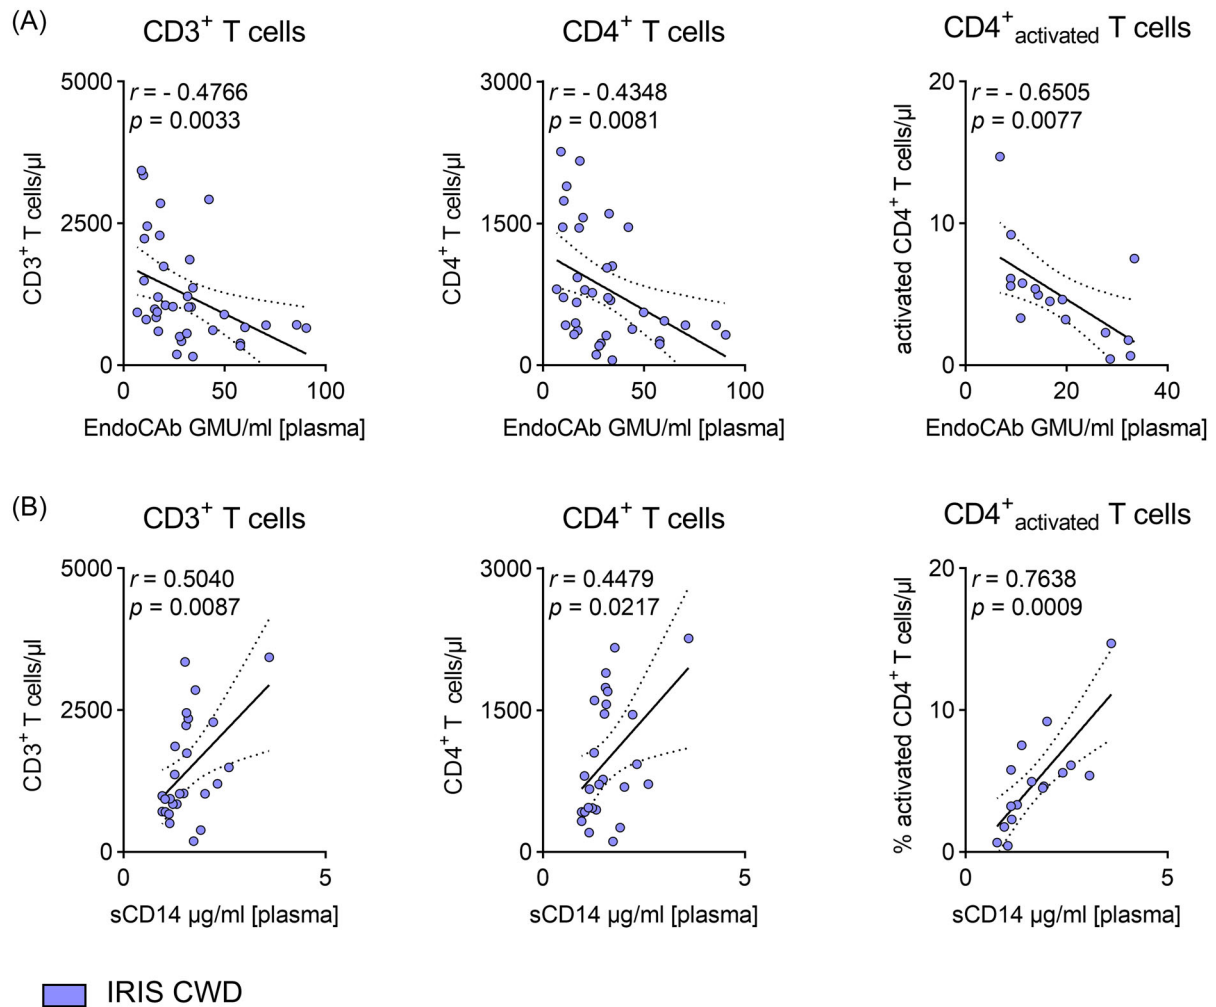 (A)
CD3⁺ T cells
CD4⁺ T cells
CD4⁺activated T cells
r = - 0.4766
p = 0.0033
CD3⁺ T cells/µl
5000
2500
0
0 50 100
EndoCAb GMU/ml [plasma]
r = - 0.4348
p = 0.0081
CD4⁺ T cells/µl
3000
1500
0
0 50 100
EndoCAb GMU/ml [plasma]
r = - 0.6505
p = 0.0077
activated CD4⁺ T cells/µl
20
10
0
0 20 40
EndoCAb GMU/ml [plasma]
(B)
CD3⁺ T cells
CD4⁺ T cells
CD4⁺activated T cells
r = 0.5040
p = 0.0087
CD3⁺ T cells/µl
5000
2500
0
0 5
sCD14 µg/ml [plasma]
r = 0.4479
p = 0.0217
CD4⁺ T cells/µl
3000
1500
0
0 5
sCD14 µg/ml [plasma]
r = 0.7638
p = 0.0009
% activated CD4⁺ T cells/µl
20
10
0
0 5
sCD14 µg/ml [plasma]
IRIS CWD